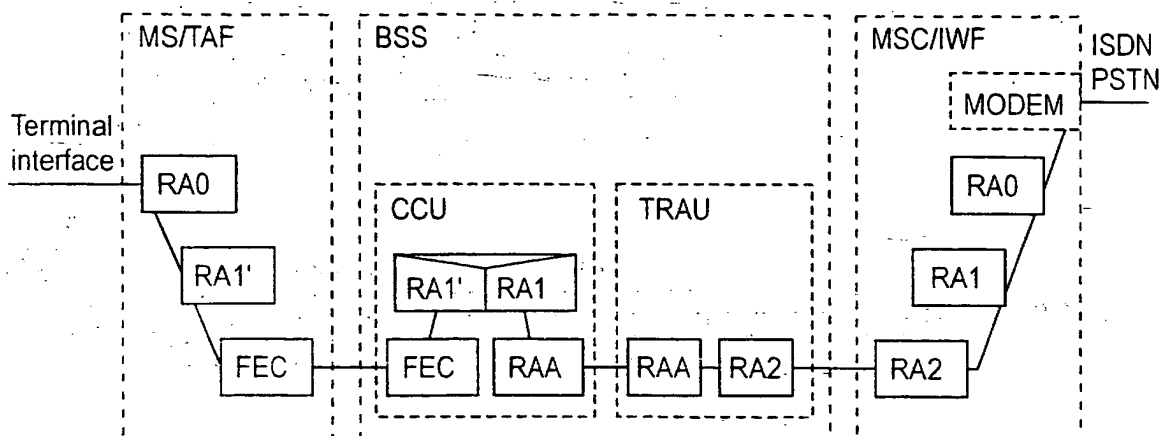 MS/TAF
BSS
MSC/IWF
ISDN
PSTN
MODEM
Terminal
interface
RA0
RA0
CCU
TRAU
RA1'
RA1'
RA1
RA1
FEC
FEC
RAA
RAA
RA2
RA2